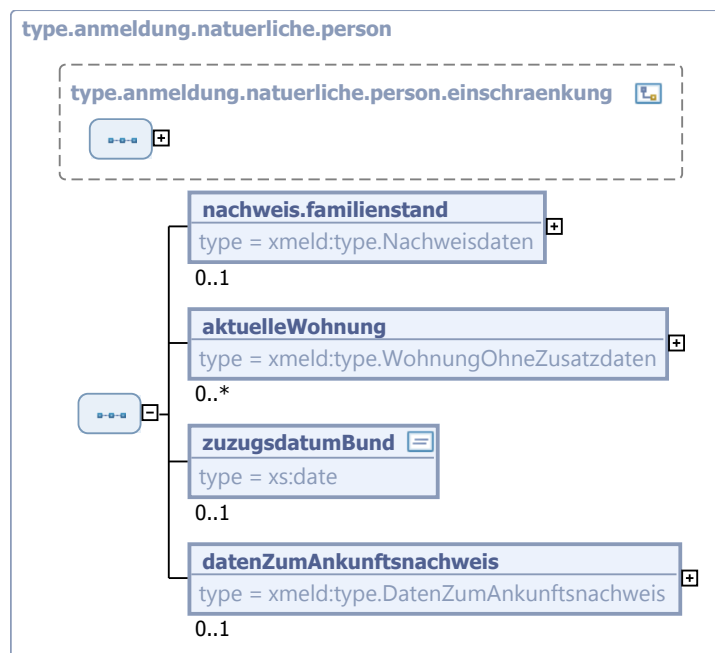 type.anmeldung.natuerliche.person
type.anmeldung.natuerliche.person.einschraenkung
nachweis.familienstand
type = xmeld:type.Nachweisdaten
0..1
aktuelleWohnung
type = xmeld:type.WohnungOhneZusatzdaten
0..*
zuzugsdatumBund
type = xs:date
0..1
datenZumAnkunftsnachweis
type = xmeld:type.DatenZumAnkunftsnachweis
0..1